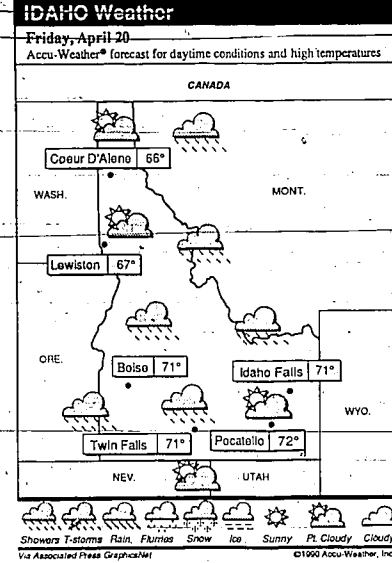 IDAHO Weather
Friday, April 20
Accu-Weather® forecast for daytime conditions and high temperatures
CANADA
Coeur D'Alene 66°
WASH.
MONT.
Lewiston 67°
ORE.
Boise 71°
Idaho Falls 71°
WYO.
Twin Falls 71°
Pocatello 72°
NEV.
UTAH
Showers T-storms Rain Flurries Snow Ice Sunny Pt. Cloudy Cloudy
Via Associated Press GraphicsNet
©1990 Accu-Weather, Inc.